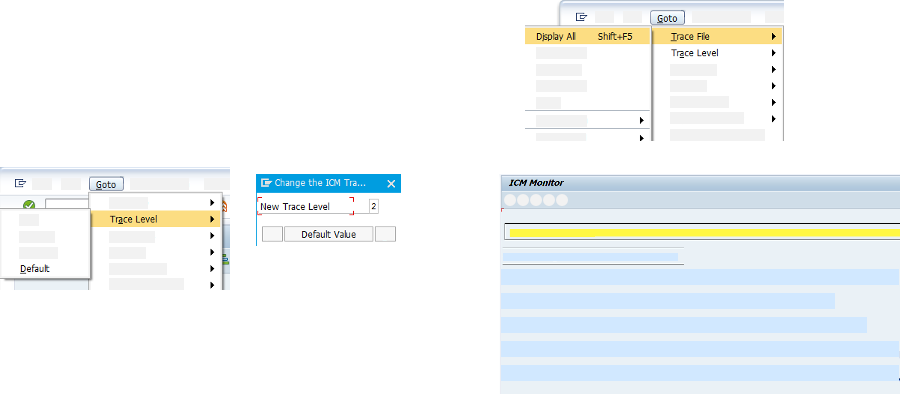 Goto
Display All Shift+F5
Trace File
Trace Level
Goto
Trace Level
Default
Change the ICM Tra...
New Trace Level 2
Default Value
ICM Monitor